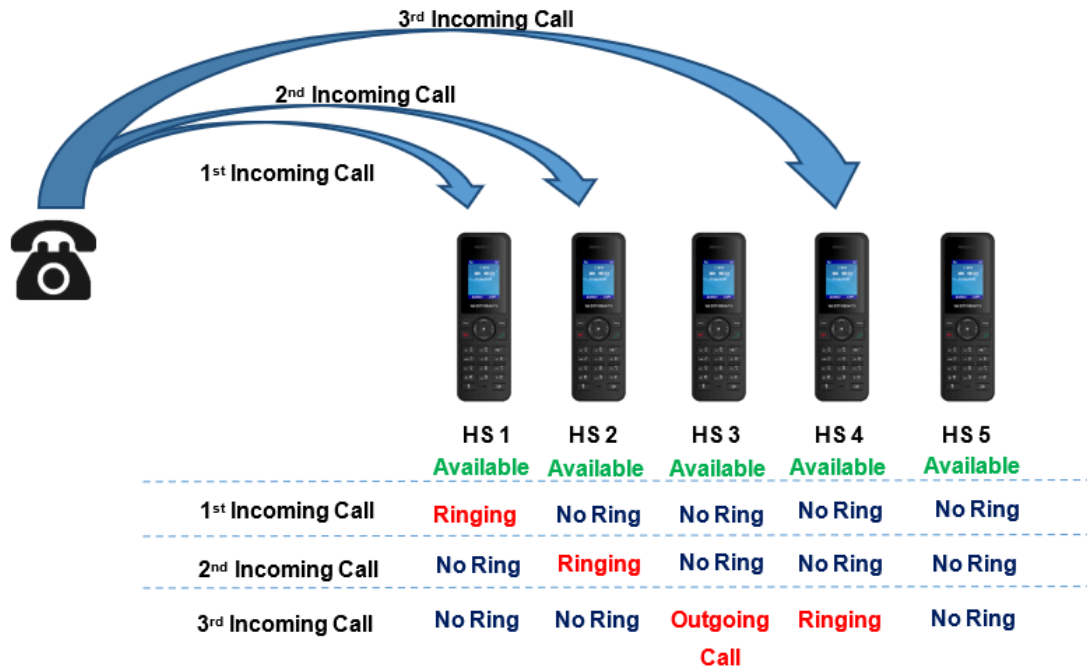 3rd Incoming Call
2nd Incoming Call
1st Incoming Call
HS 1 HS 2 HS 3 HS 4 HS 5
Available Available Available Available Available
1st Incoming Call Ringing No Ring No Ring No Ring No Ring
2nd Incoming Call No Ring Ringing No Ring No Ring No Ring
3rd Incoming Call No Ring No Ring Outgoing Ringing No Ring
Call